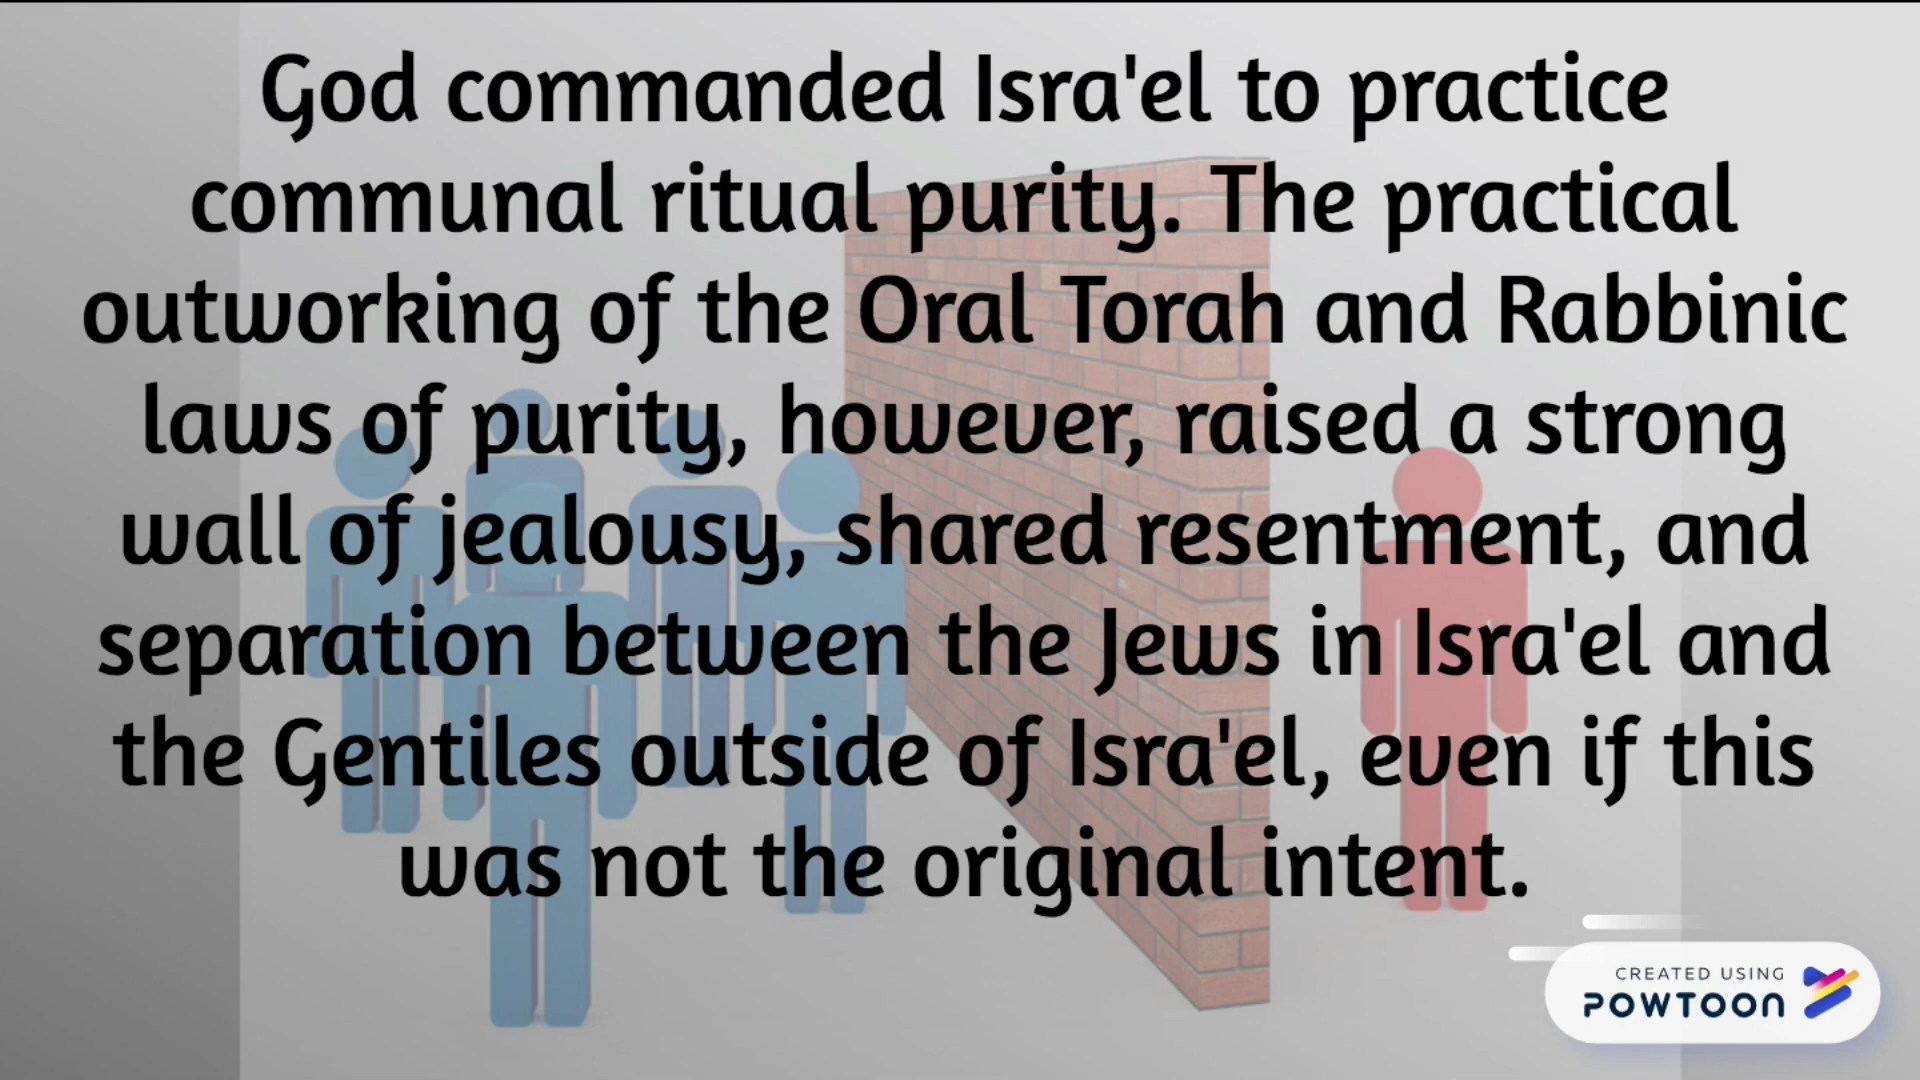 God commanded Isra'el to practice
communal ritual purity. The practical
outworking of the Oral Torah and Rabbinic
laws of purity, however, raised a strong
wall of jealousy, shared resentment, and
separation between the Jews in Isra'el and
the Gentiles outside of Isra'el, even if this
was not the original intent.
CREATED USING
POWTOON